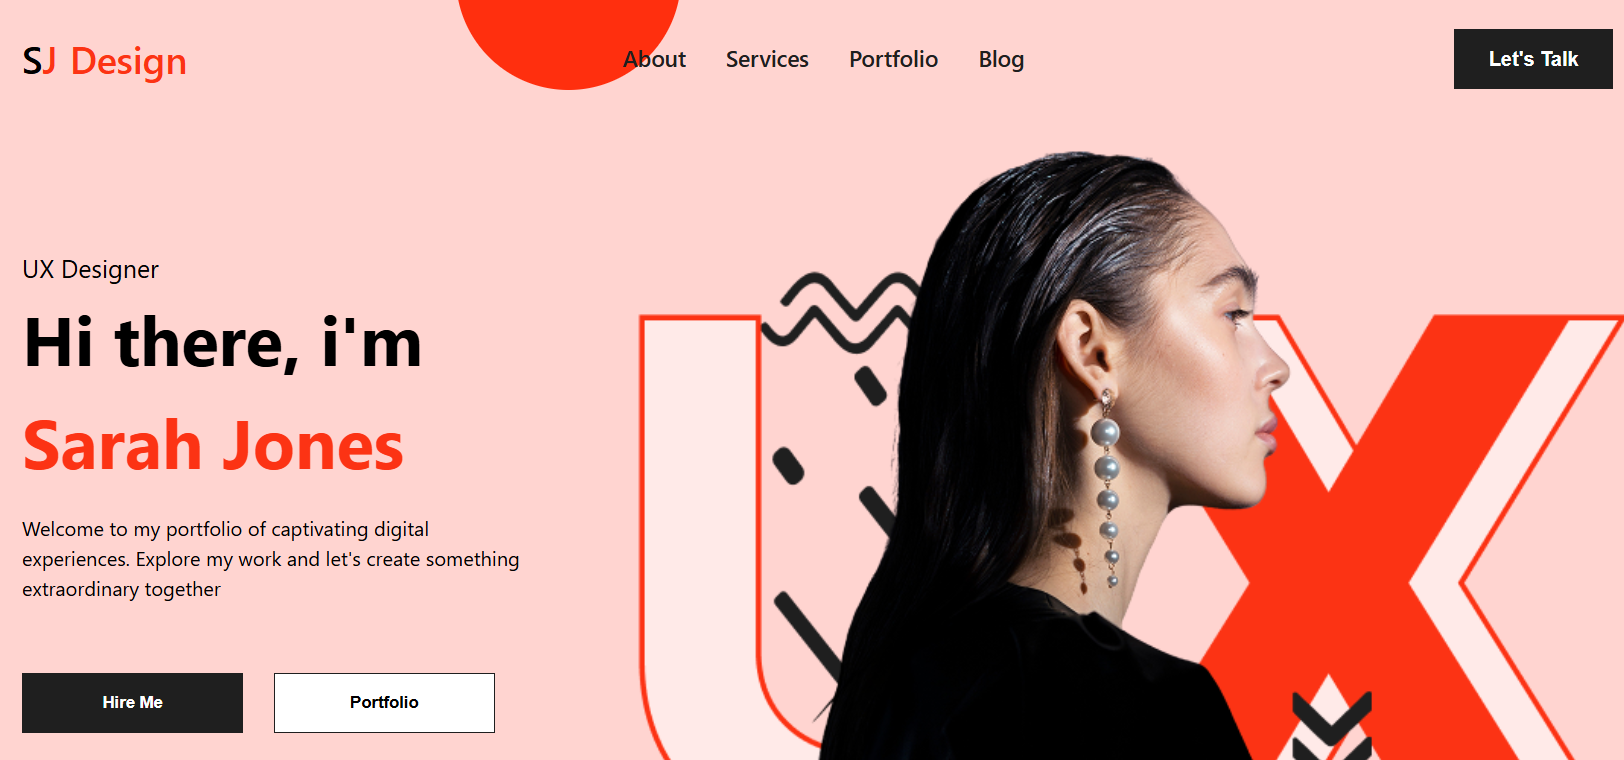 SJ Design
About Services Portfolio Blog
Let's Talk
UX Designer
Hi there, i'm
Sarah Jones
Welcome to my portfolio of captivating digital
experiences. Explore my work and let's create something
extraordinary together
Hire Me
Portfolio
UX